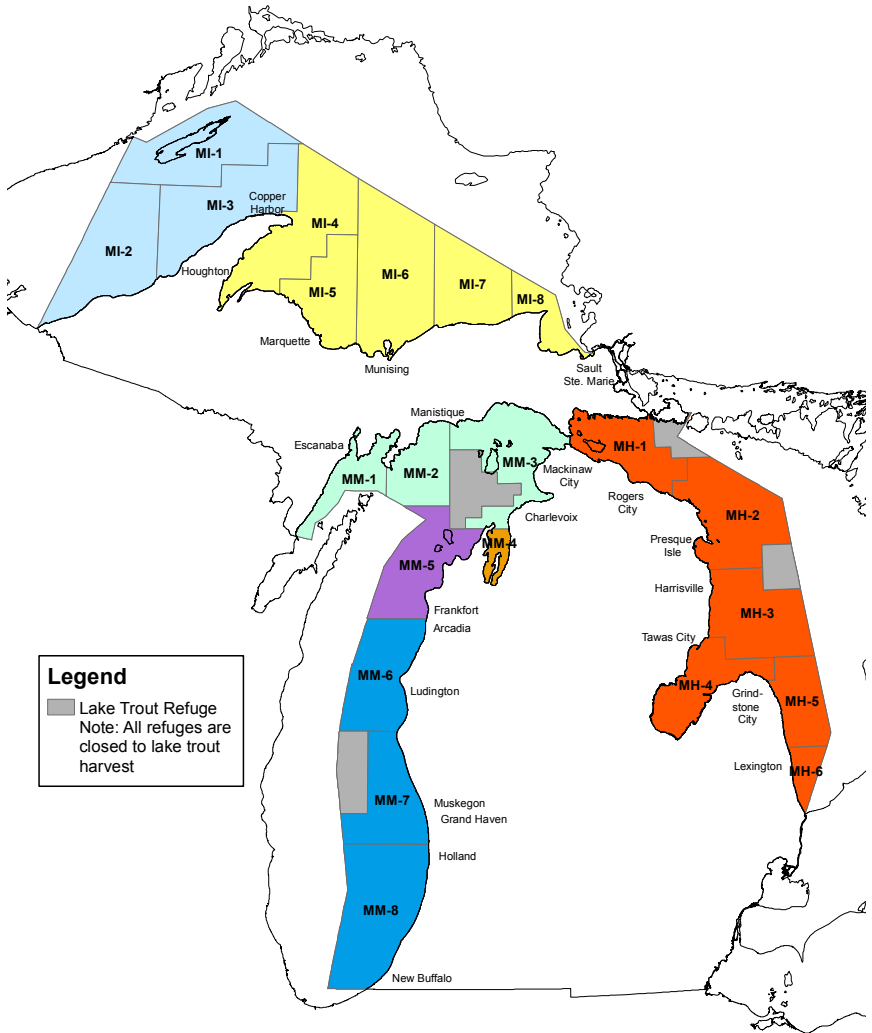 MI-1
Copper
Harbor
MI-3
MI-4
MI-2
Houghton
MI-6
MI-7
MI-5
MI-8
Marquette
Munising
Sault
Ste. Marie
Manistique
Escanaba
MH-1
MM-3
MM-2
MM-1
Mackinaw
City
Rogers
City
Charlevoix
MH-2
Presque
Isle
MM-4
MM-5
Harrisville
Frankfort
MH-3
Arcadia
Tawas City
MM-6
Legend
Lake Trout Refuge
Note: All refuges are
closed to lake trout
harvest
Ludington
MH-4
Grind-
stone
City
MH-5
Lexington
MH-6
MM-7
Muskegon
Grand Haven
Holland
MM-8
New Buffalo